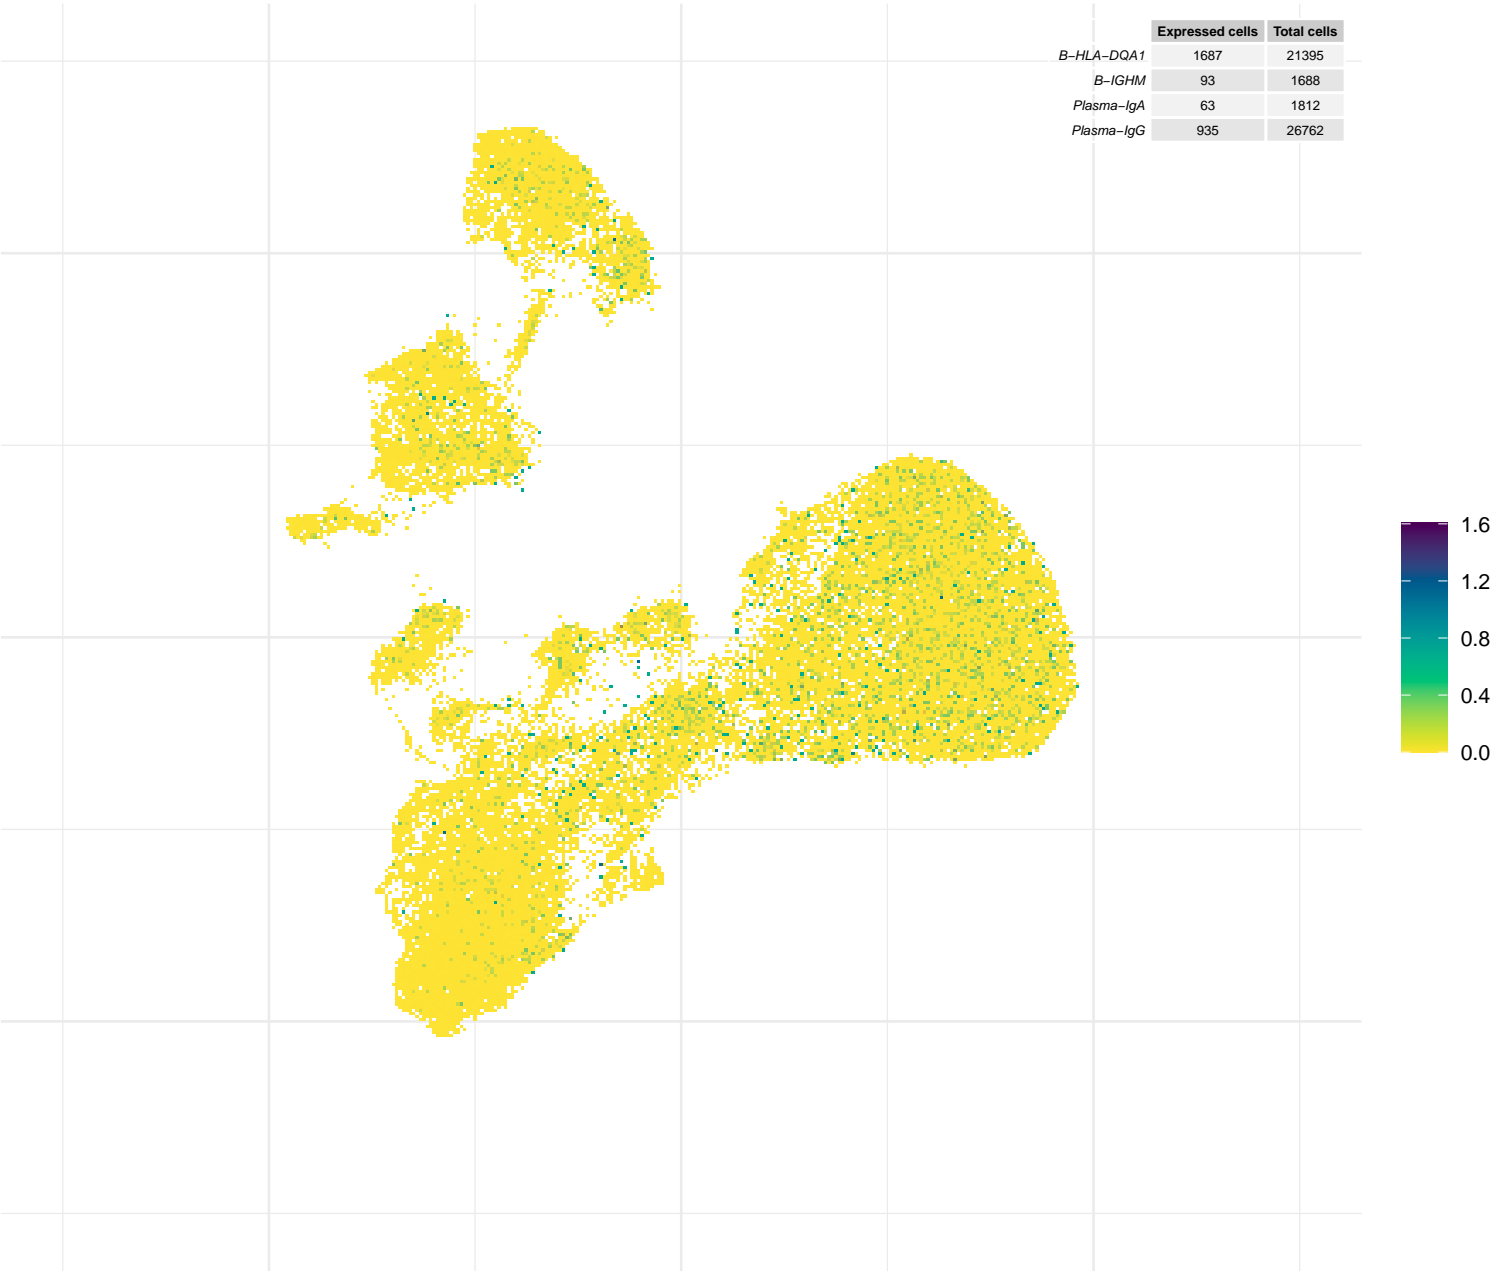 Expressed cells Total cells
B−HLA−DQA1 1687 21395
B−IGHM 93 1688
Plasma−IgA 63 1812
Plasma−IgG 935 26762
1.6
1.2
0.8
0.4
0.0